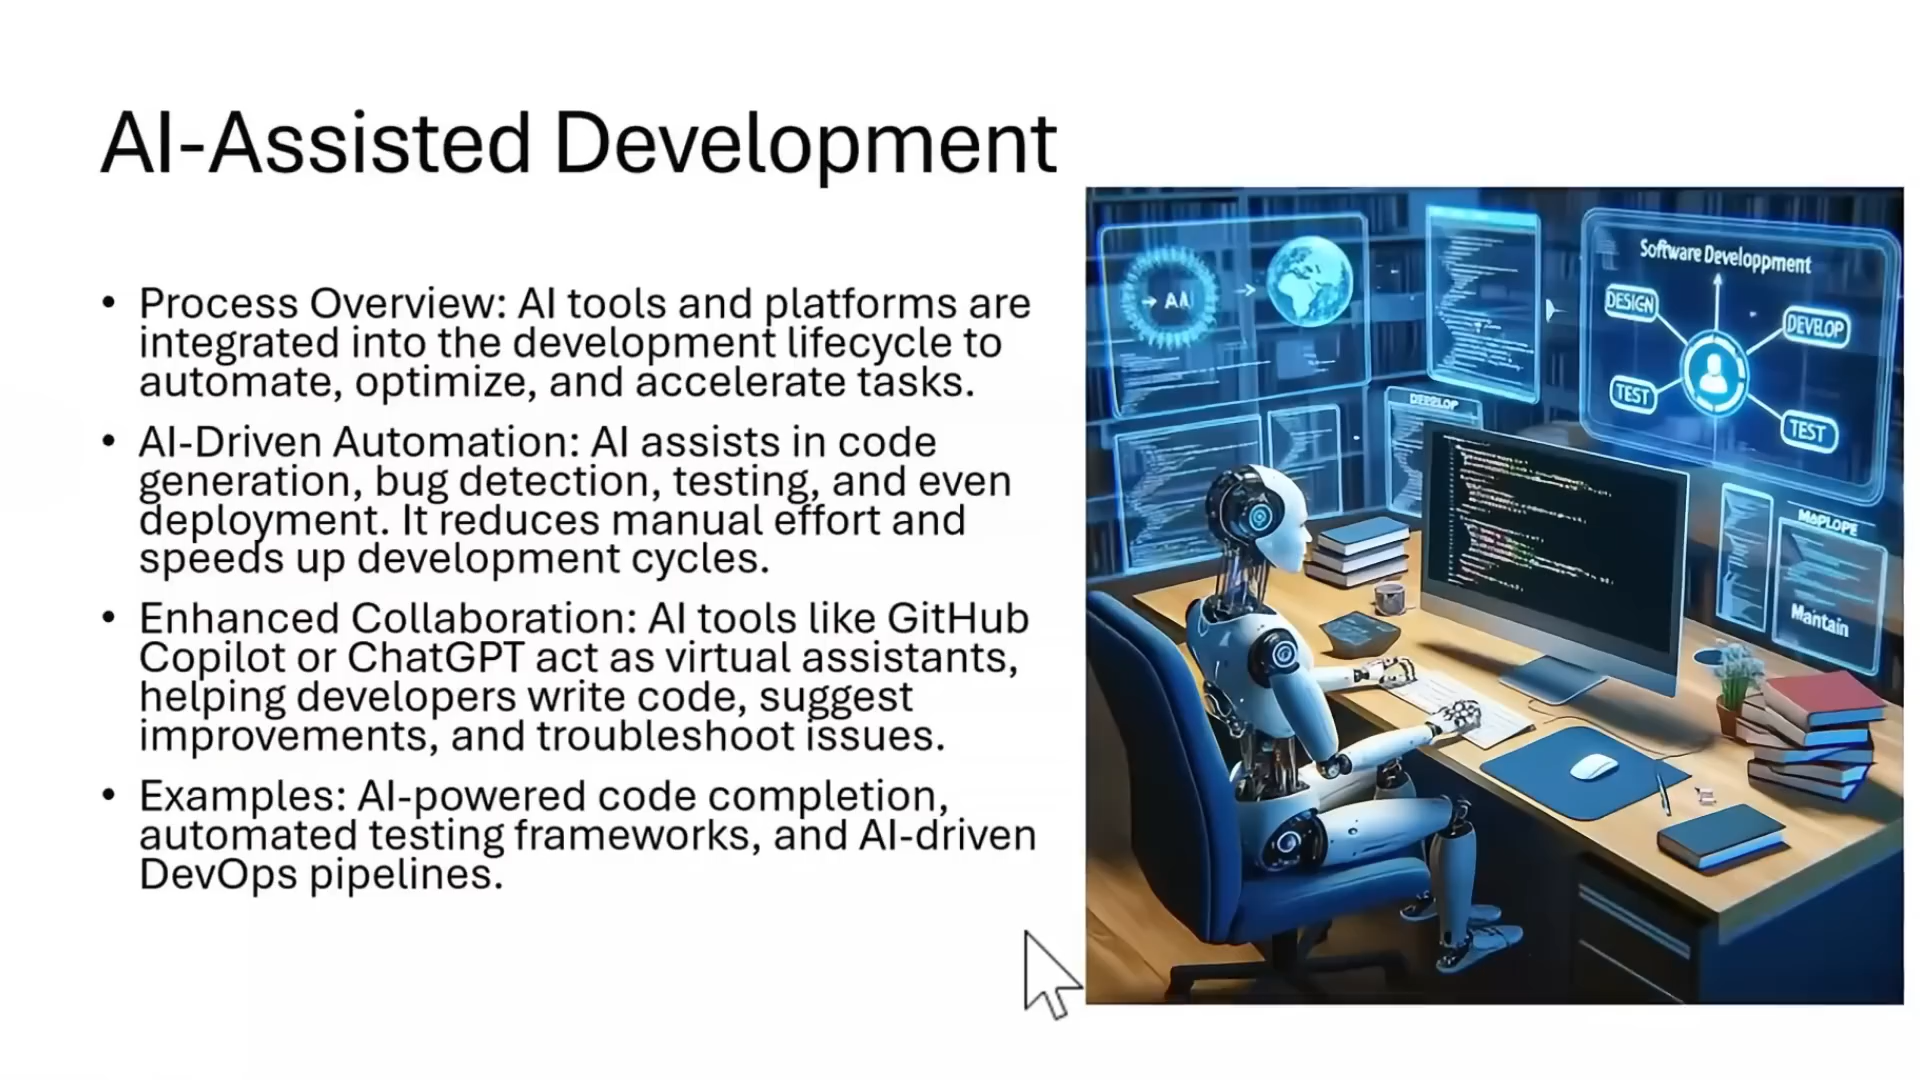 AI-Assisted Development
• Process Overview: AI tools and platforms are
integrated into the development lifecycle to
automate, optimize, and accelerate tasks.
• AI-Driven Automation: AI assists in code
generation, bug detection, testing, and even
deployment. It reduces manual effort and
speeds up development cycles.
• Enhanced Collaboration: AI tools like GitHub
Copilot or ChatGPT act as virtual assistants,
helping developers write code, suggest
improvements, and troubleshoot issues.
• Examples: AI-powered code completion,
automated testing frameworks, and AI-driven
DevOps pipelines.
Software Developpment
DESIGN
DEVELOP
TEST
TEST
Maintain